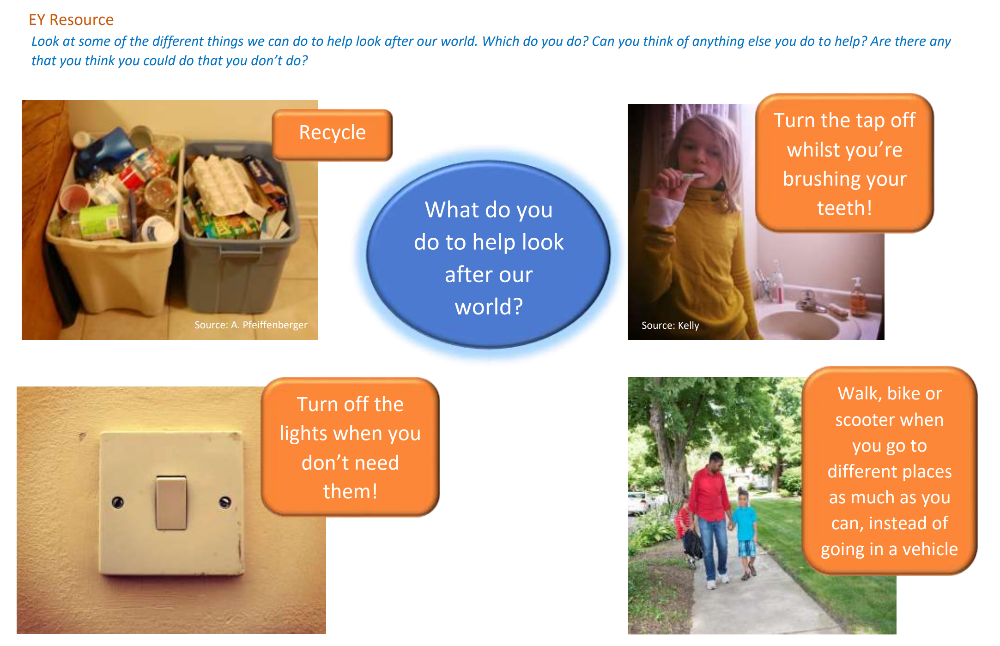 EY Resource
Look at some of the different things we can do to help look after our world. Which do you do? Can you think of anything else you do to help? Are there any
that you think you could do that you don't do?
Recycle
Source: A. Pfeiffenberger
What do you
do to help look
after our
world?
Turn the tap off
whilst you're
brushing your
teeth!
Source: Kelly
Turn off the
lights when you
don't need
them!
Walk, bike or
scooter when
you go to
different places
as much as you
can, instead of
going in a vehicle